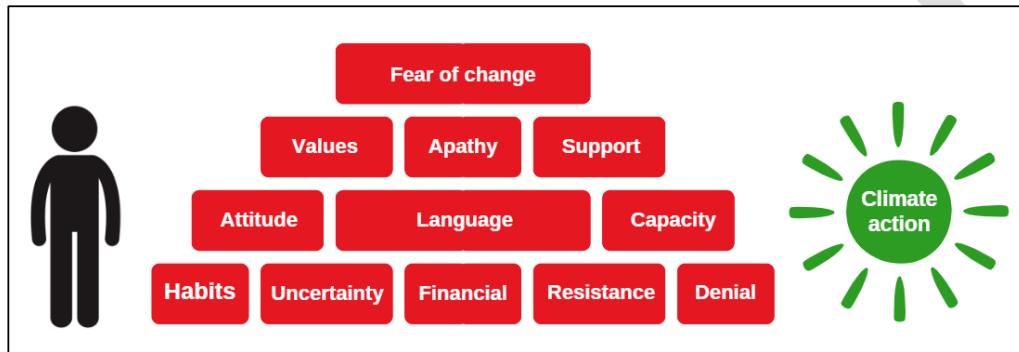 Fear of change
Values
Apathy
Support
Attitude
Language
Capacity
Habits
Uncertainty
Financial
Resistance
Denial
Climate
action